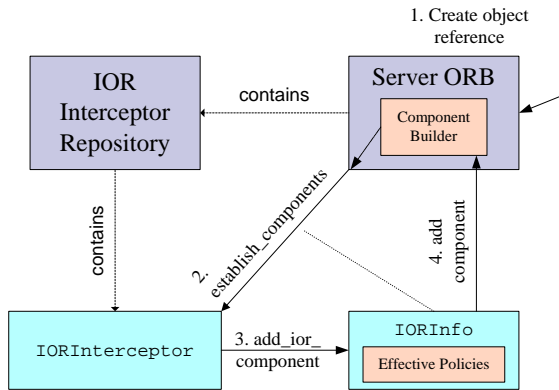 1. Create object
reference
IOR
Interceptor
Repository
contains
Server ORB
Component
Builder
contains
2.
establish_components
4. add
component
IORInterceptor
3. add_ior_
component
IORInfo
Effective Policies